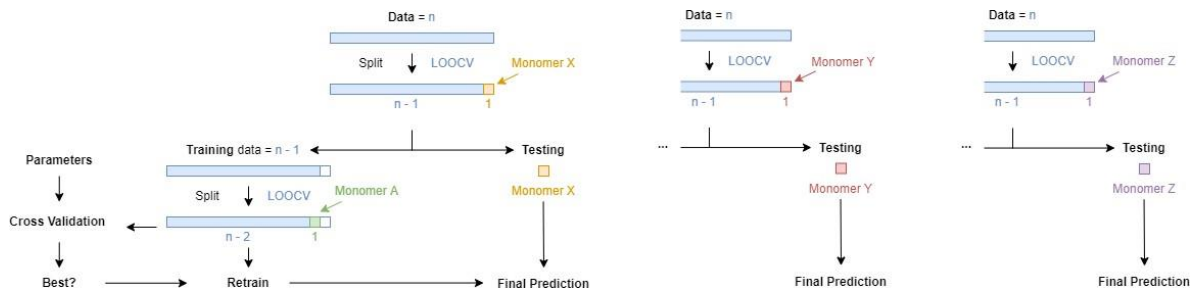 Data = n
Split LOOCV Monomer X
n - 1 1
Training data = n - 1 Testing
Parameters
Monomer X
Split LOOCV Monomer A
Cross Validation
n - 2 1
Best? Retrain Final Prediction
Data = n
LOOCV Monomer Y
n - 1 1
... Testing
Monomer Y
Final Prediction
Data = n
LOOCV Monomer Z
n - 1 1
... Testing
Monomer Z
Final Prediction